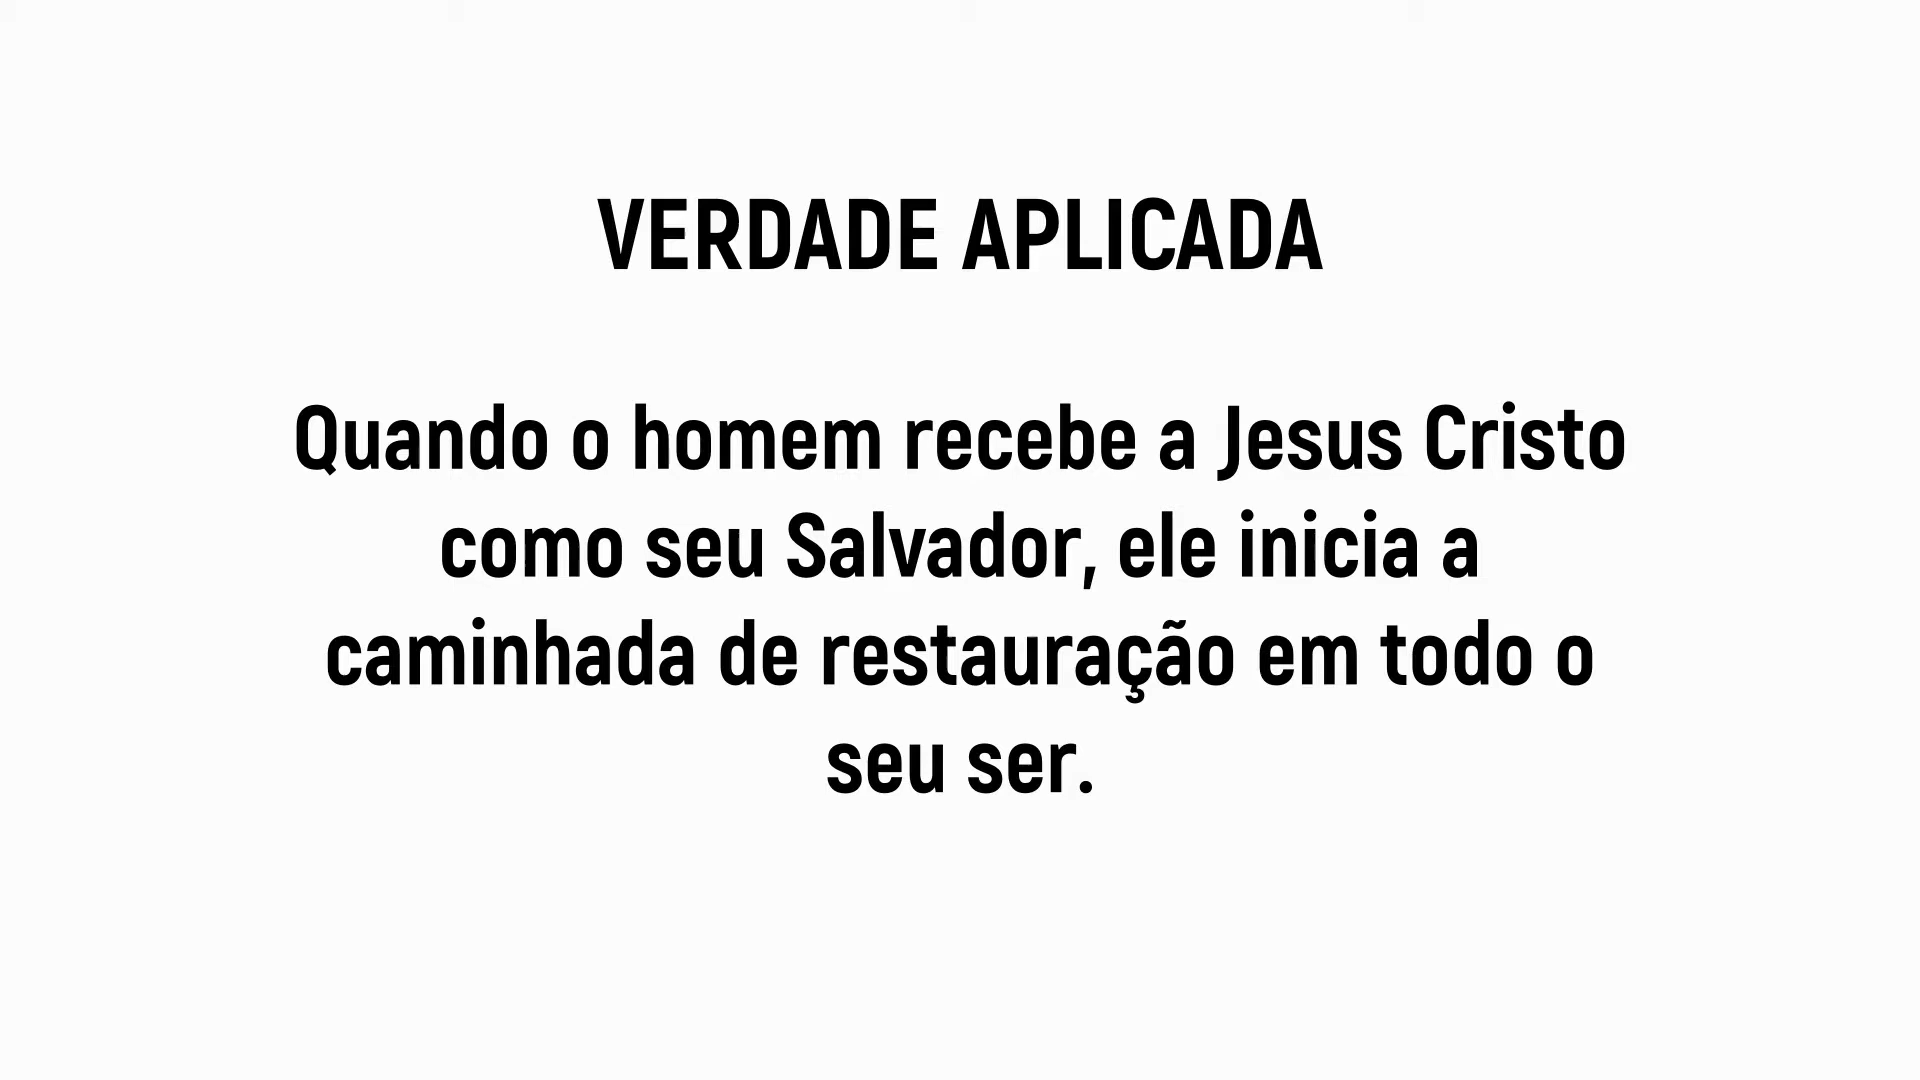 VERDADE APLICADA
Quando o homem recebe a Jesus Cristo
como seu Salvador, ele inicia a
caminhada de restauração em todo o
seu ser.